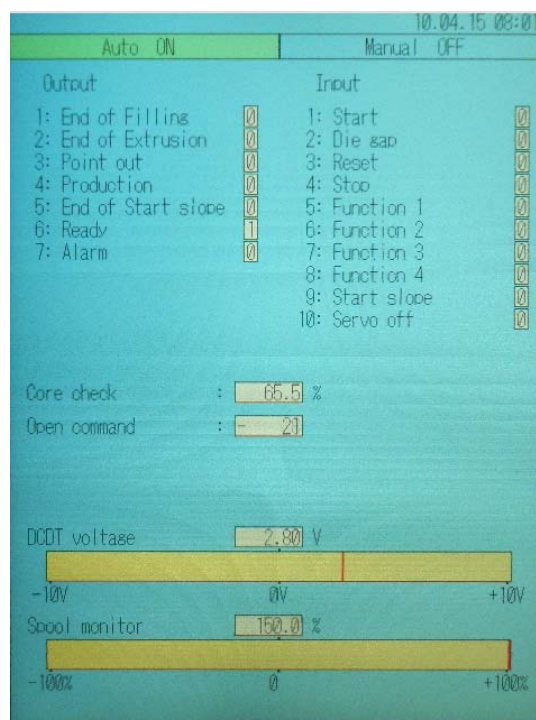 10.04.15 08:01
Auto ON Manual OFF
Output Input
1: End of Filling 0 1: Start 0
2: End of Extrusion 0 2: Die gap 0
3: Point out 0 3: Reset 0
4: Production 0 4: Stop 0
5: End of Start slope 0 5: Function 1 0
6: Ready 1 6: Function 2 0
7: Alarm 0 7: Function 3 0
8: Function 4 0
9: Start slope 0
10: Servo off 0
Core check : 65.5 %
Open command : -
DCDT voltage 2.80 V
-10V 0V +10V
Spool monitor 150.0 %
-100% 0 +100%